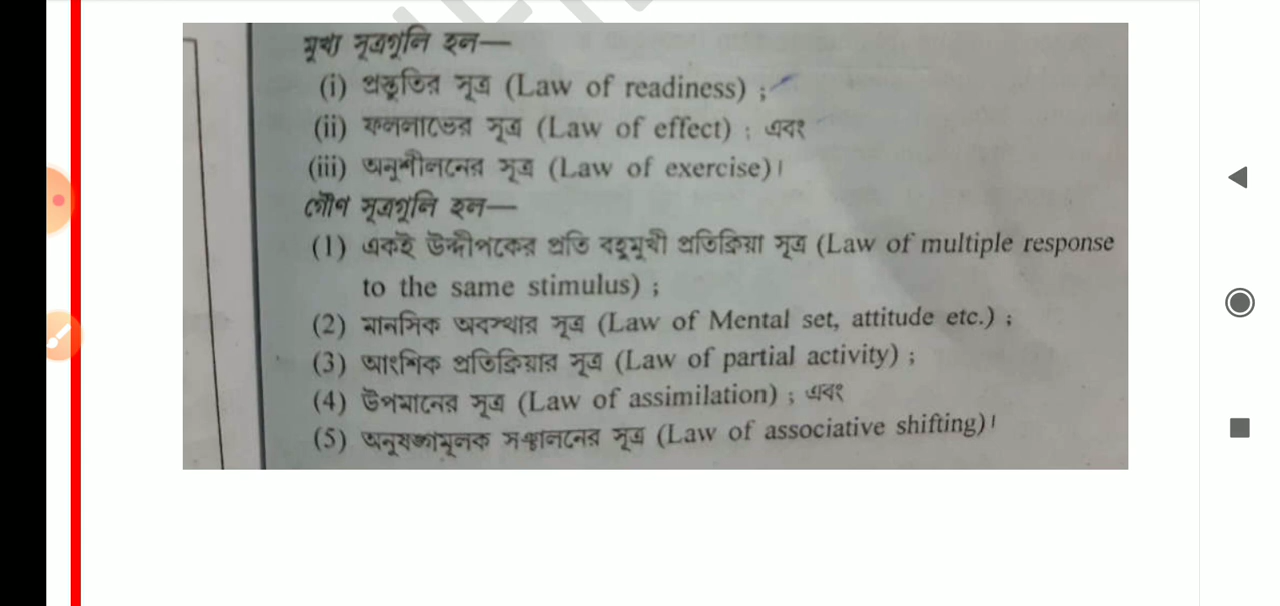 মুখ্য সূত্রগুলি হল—
(i) প্রস্তুতির সূত্র (Law of readiness) ;
(ii) ফললাভের সূত্র (Law of effect) ; এবং
(iii) অনুশীলনের সূত্র (Law of exercise)।
গৌণ সূত্রগুলি হল—
(1) একই উদ্দীপকের প্রতি বহুমুখী প্রতিক্রিয়া সূত্র (Law of multiple response
to the same stimulus) ;
(2) মানসিক অবস্থার সূত্র (Law of Mental set, attitude etc.) ;
(3) আংশিক প্রতিক্রিয়ার সূত্র (Law of partial activity) ;
(4) উপমানের সূত্র (Law of assimilation) ; এবং
(5) অনুষঙ্গমূলক সঞ্চালনের সূত্র (Law of associative shifting)।